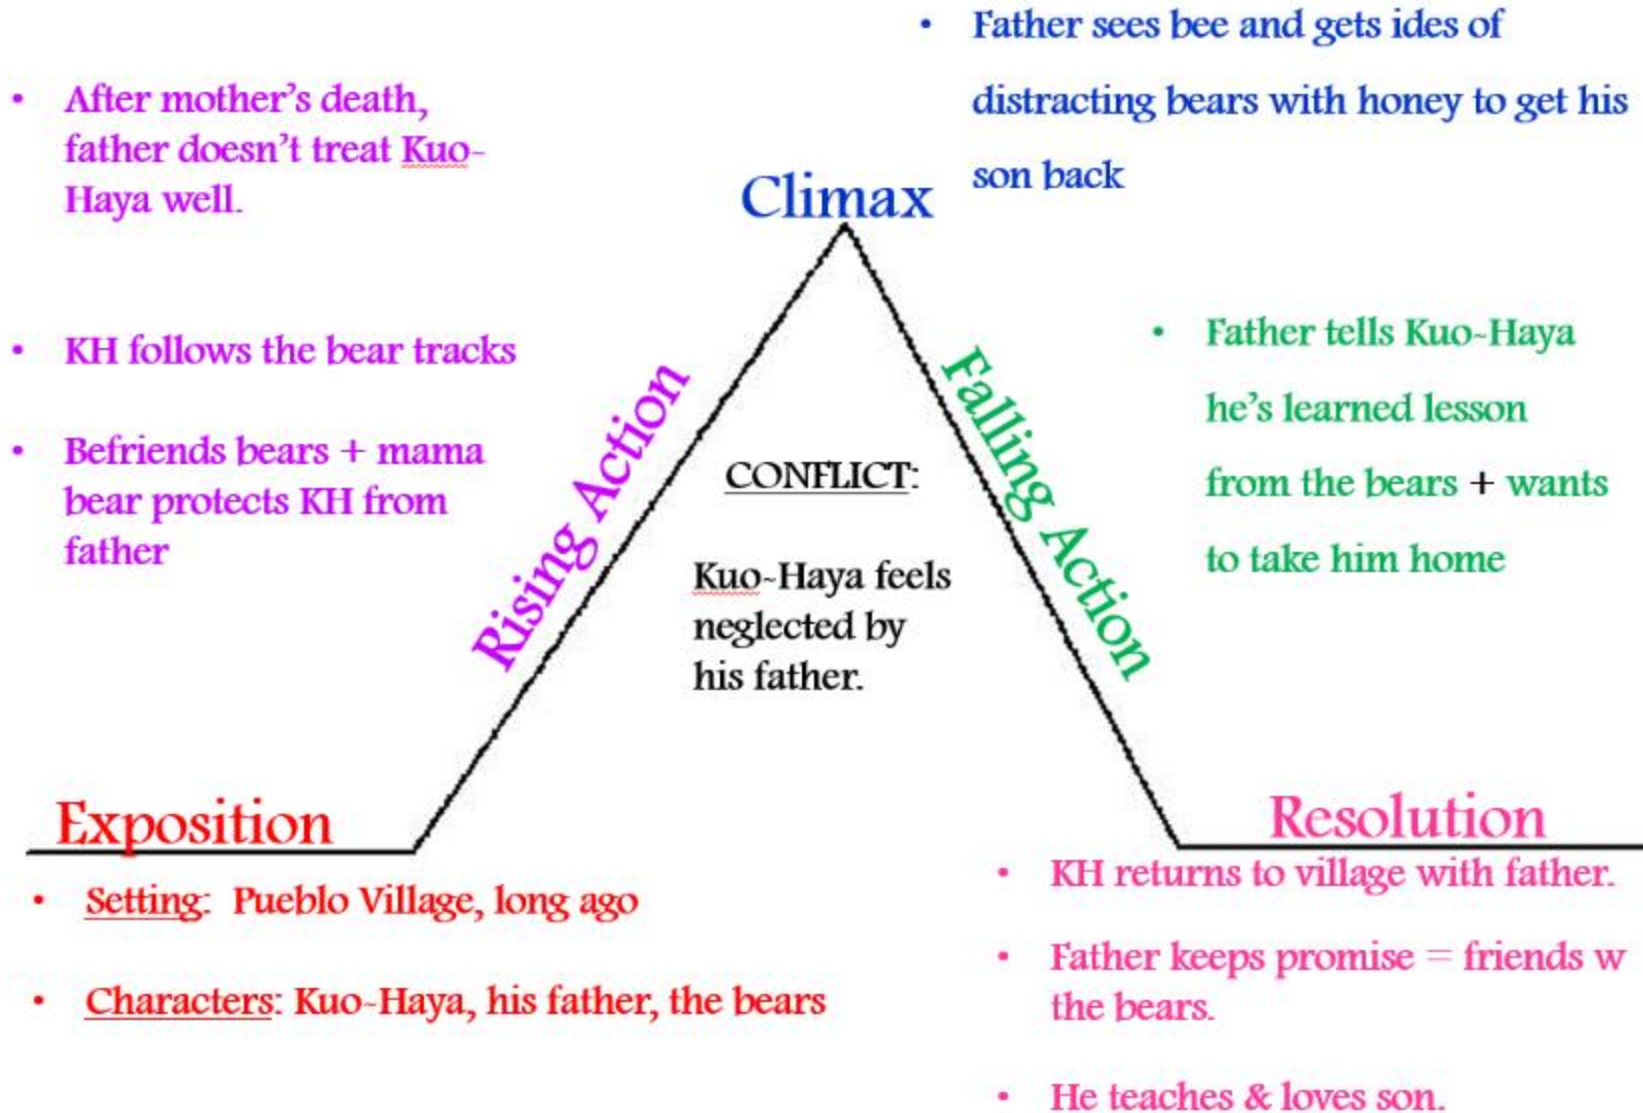 • Father sees bee and gets ides of
distracting bears with honey to get his
son back
• After mother's death,
father doesn't treat Kuo-
Haya well.
Climax
• KH follows the bear tracks
• Befriends bears + mama
bear protects KH from
father
Rising Action
CONFLICT:
Kuo-Haya feels
neglected by
his father.
Falling Action
• Father tells Kuo-Haya
he's learned lesson
from the bears + wants
to take him home
Exposition
• Setting: Pueblo Village, long ago
• Characters: Kuo-Haya, his father, the bears
Resolution
• KH returns to village with father.
• Father keeps promise = friends w
the bears.
• He teaches & loves son.